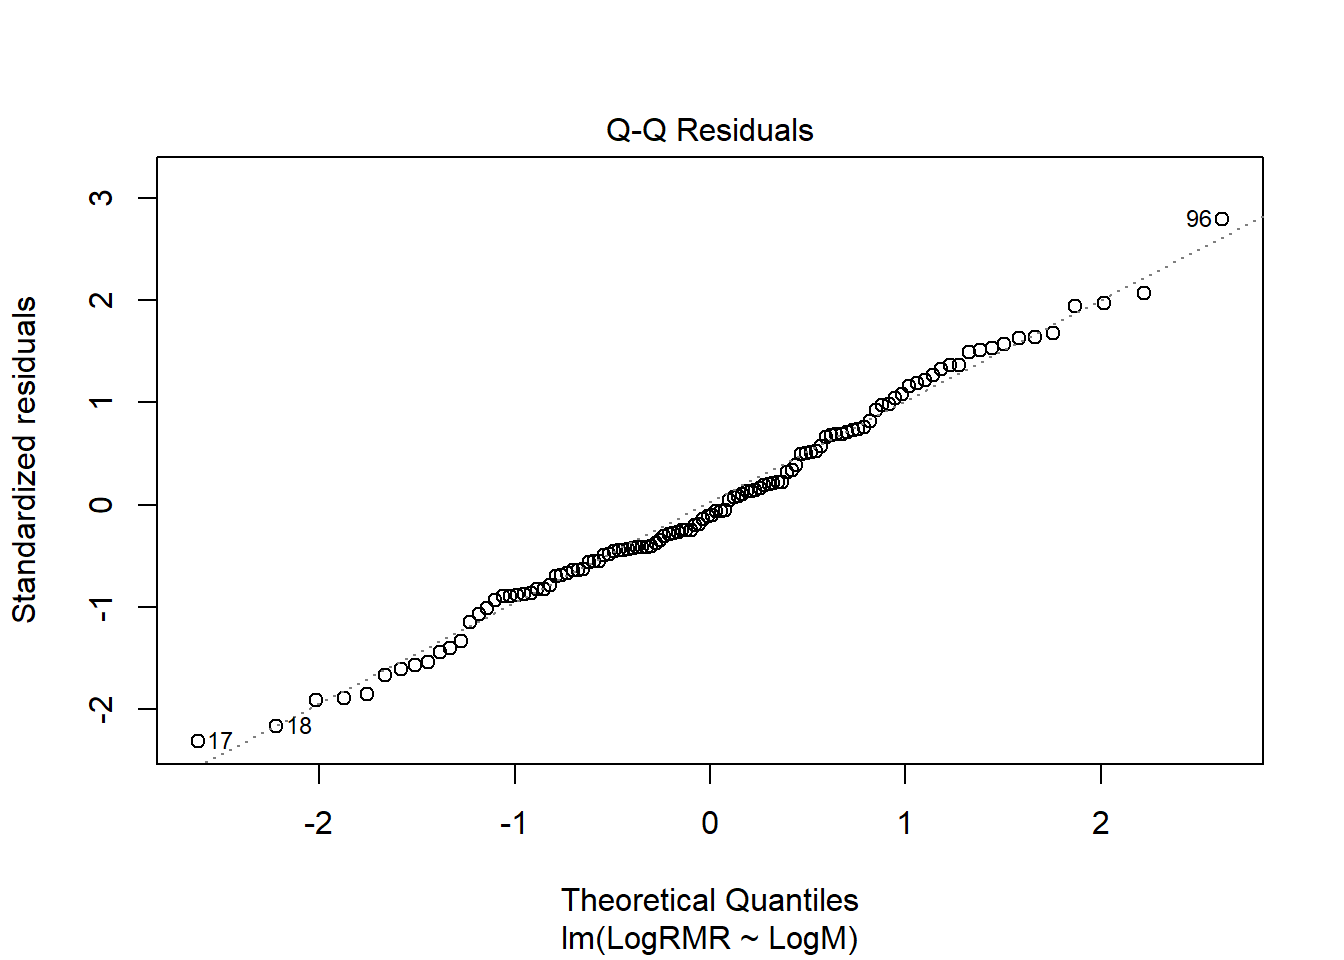 Q-Q Residuals
Standardized residuals
3
2
1
0
-1
-2
96
17
18
-2 -1 0 1 2
Theoretical Quantiles
lm(LogRMR ~ LogM)